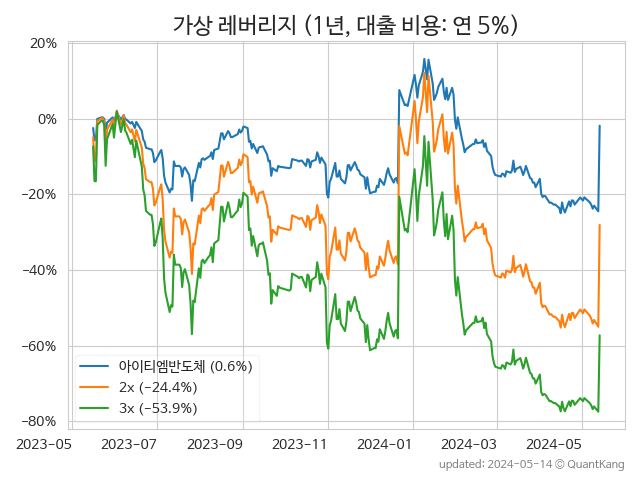 가상 레버리지 (1년, 대출 비용: 연 5%)
20%
0%
−20%
−40%
−60%
−80%
아이티엠반도체 (0.6%)
2x (−24.4%)
3x (−53.9%)
2023-05 2023-07 2023-09 2023-11 2024-01 2024-03 2024-05
updated: 2024-05-14 ⓒ QuantKang